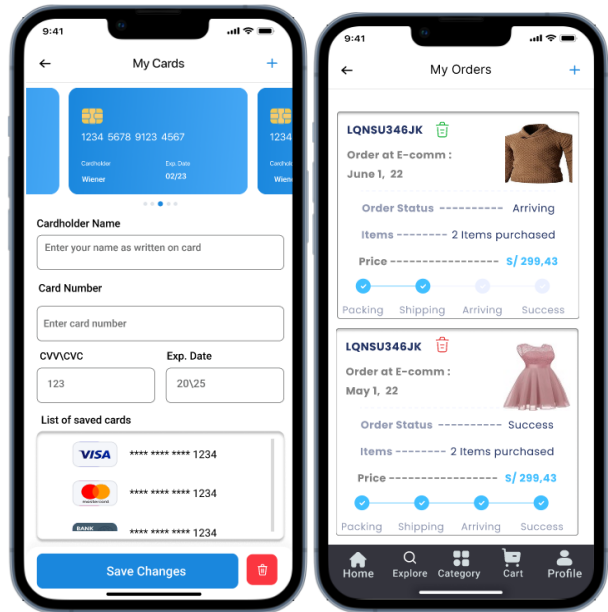 9:41
My Cards
1234 5678 9123 4567
1234
Cardholder
Exp. Date
Cardhol
Wiener
02/23
Wien
Cardholder Name
Enter your name as written on card
Card Number
Enter card number
CVV\CVC
Exp. Date
123
20\25
List of saved cards
VISA
**** **** **** 1234
mastercard
**** **** **** 1234
BANK
**** **** **** 1234
Save Changes
9:41
My Orders
LQNSU346JK
Order at E-comm :
June 1, 22
Order Status ---------- Arriving
Items -------- 2 Items purchased
Price ----------------- S/ 299,43
Packing Shipping Arriving Success
LQNSU346JK
Order at E-comm :
May 1, 22
Order Status ---------- Success
Items -------- 2 Items purchased
Price ----------------- S/ 299,43
Packing Shipping Arriving Success
Home Explore Category Cart Profile